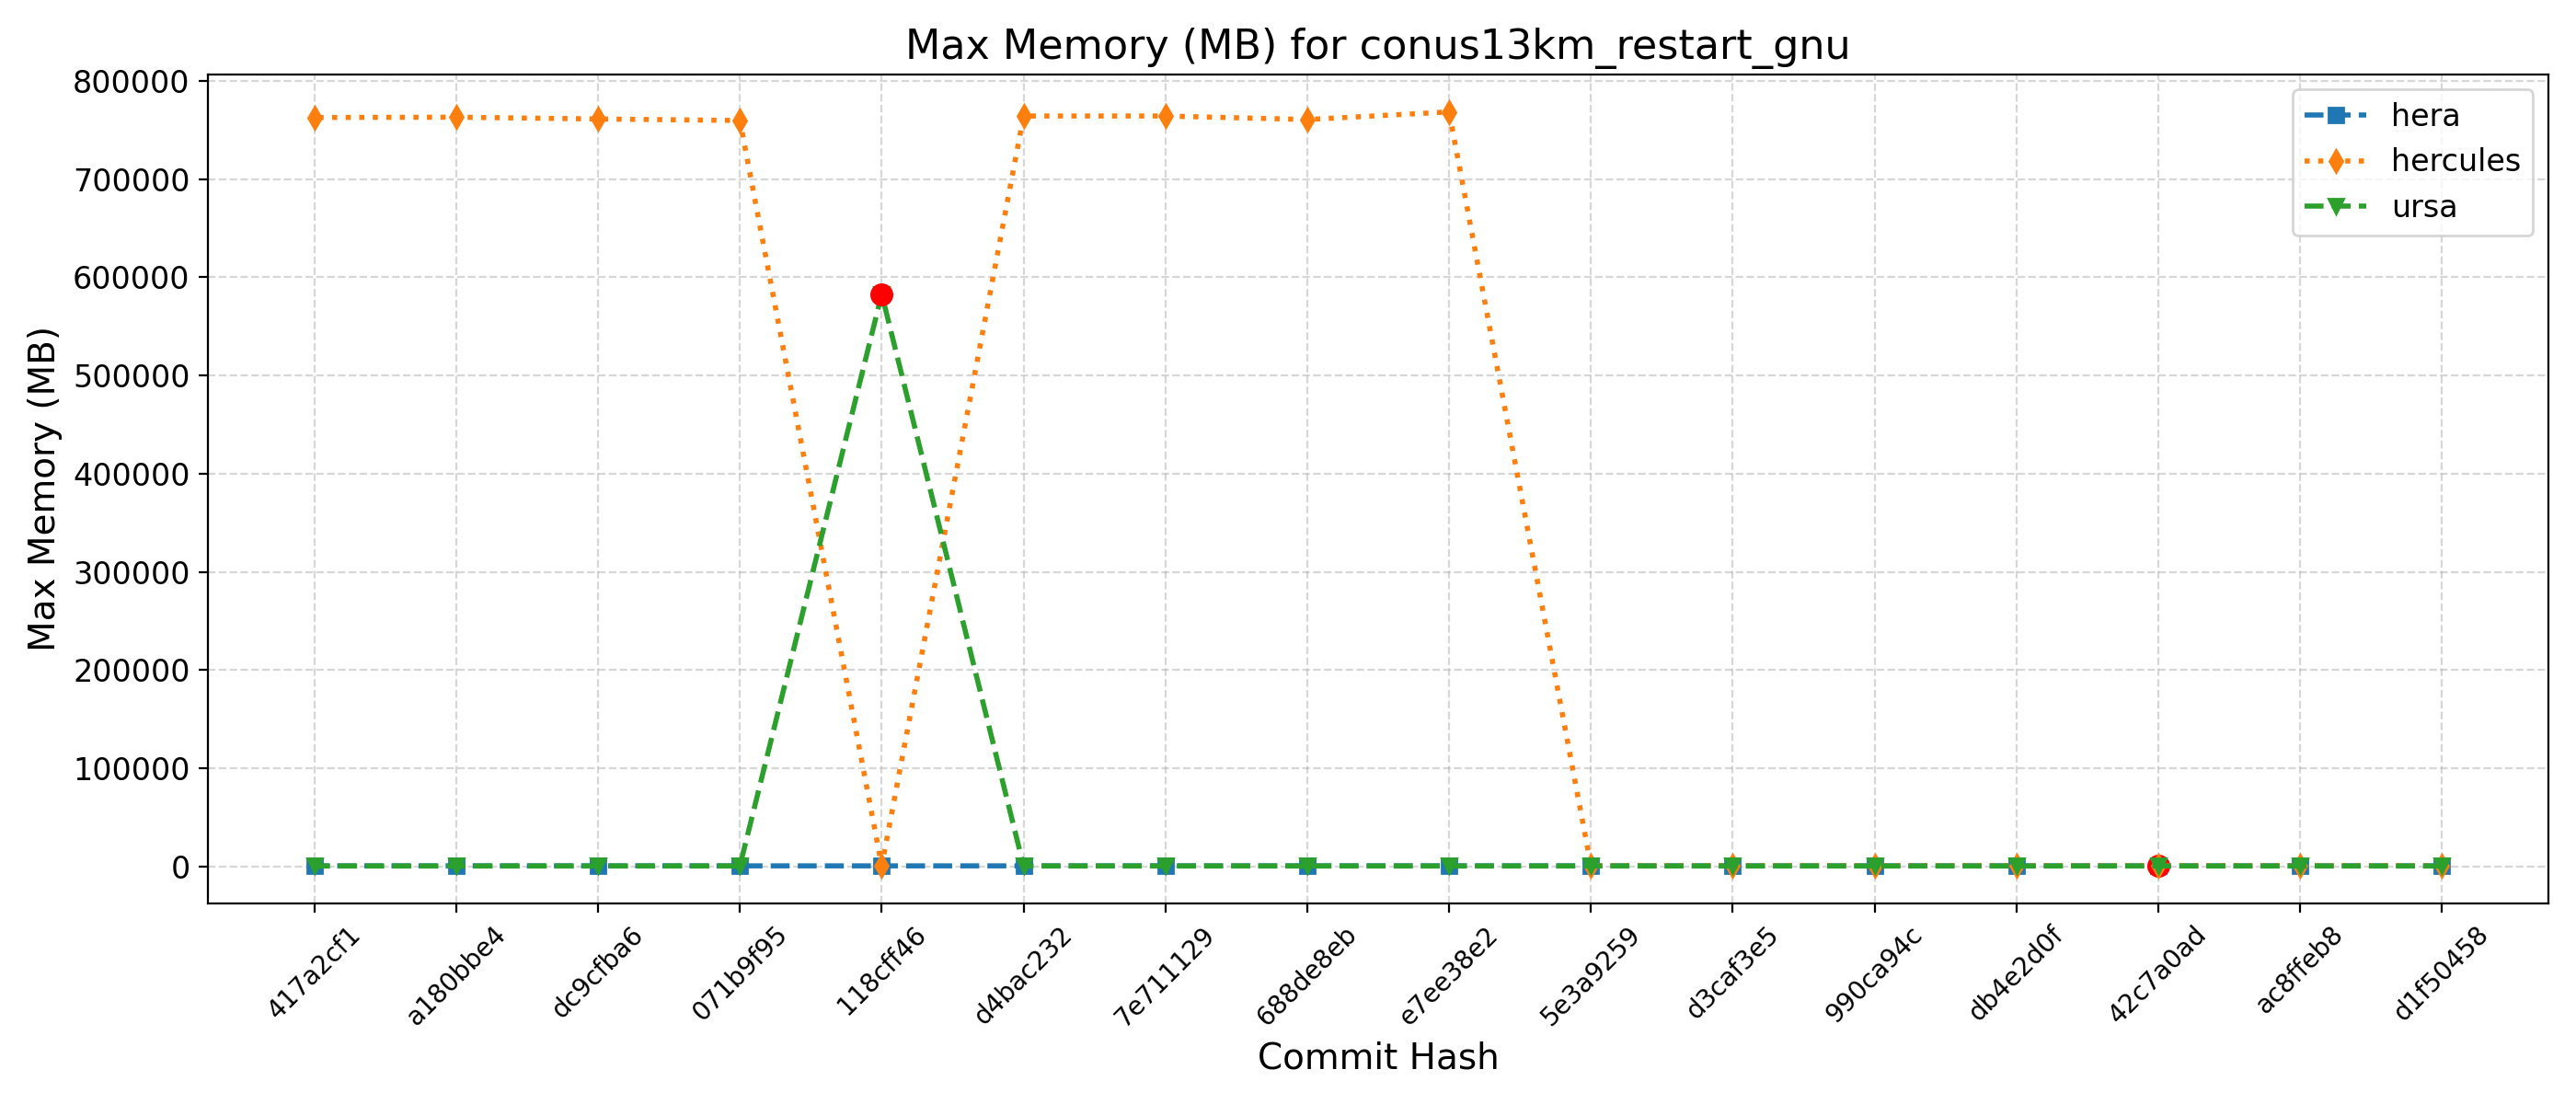 Max Memory (MB) for conus13km_restart_gnu
Max Memory (MB)
800000
700000
600000
500000
400000
300000
200000
100000
0
hera
hercules
ursa
417a2cf1
a180bbe4
dc9cfba6
071b9f95
118cff46
d4bac232
7e711129
688de8eb
e7ee38e2
5e3a9259
d3caf3e5
990ca94c
db4e2d0f
42c7a0ad
ac8ffeb8
d1f50458
Commit Hash